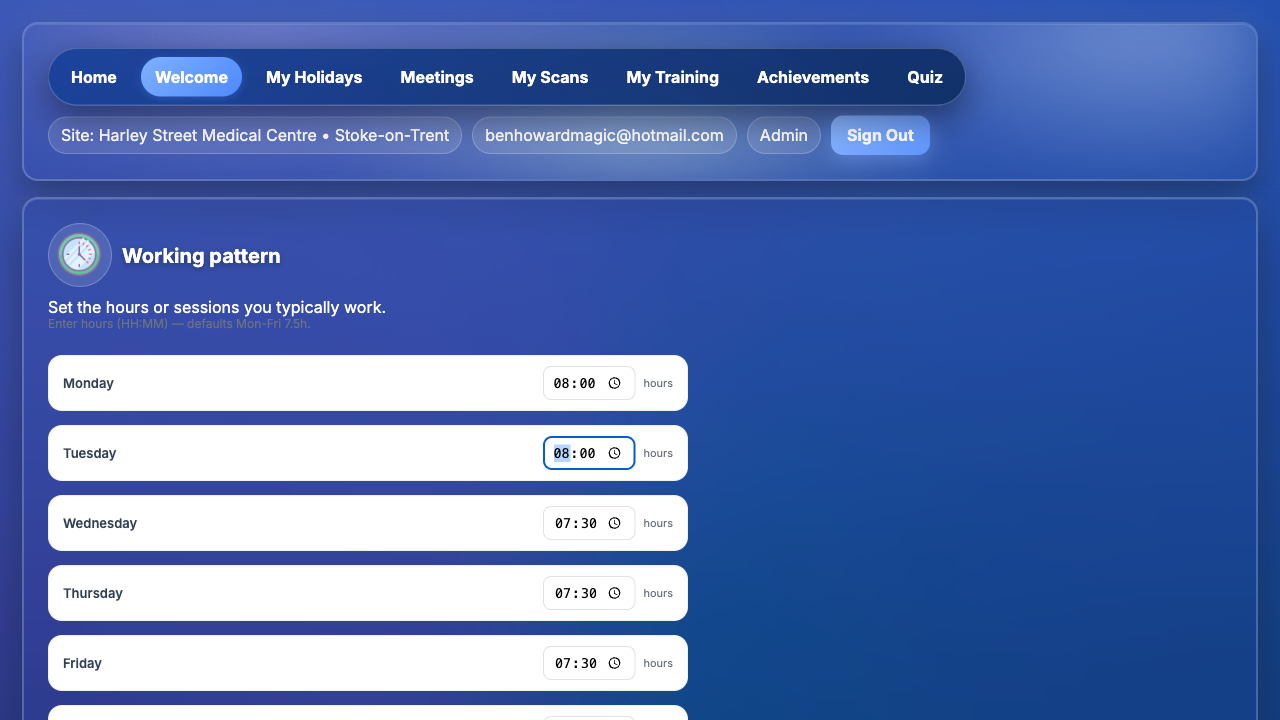 Home Welcome My Holidays Meetings My Scans My Training Achievements Quiz
Site: Harley Street Medical Centre • Stoke-on-Trent benhowardmagic@hotmail.com Admin Sign Out
Working pattern
Set the hours or sessions you typically work.
Enter hours (HH:MM) — defaults Mon-Fri 7.5h.
Monday 08:00 hours
Tuesday 08:00 hours
Wednesday 07:30 hours
Thursday 07:30 hours
Friday 07:30 hours